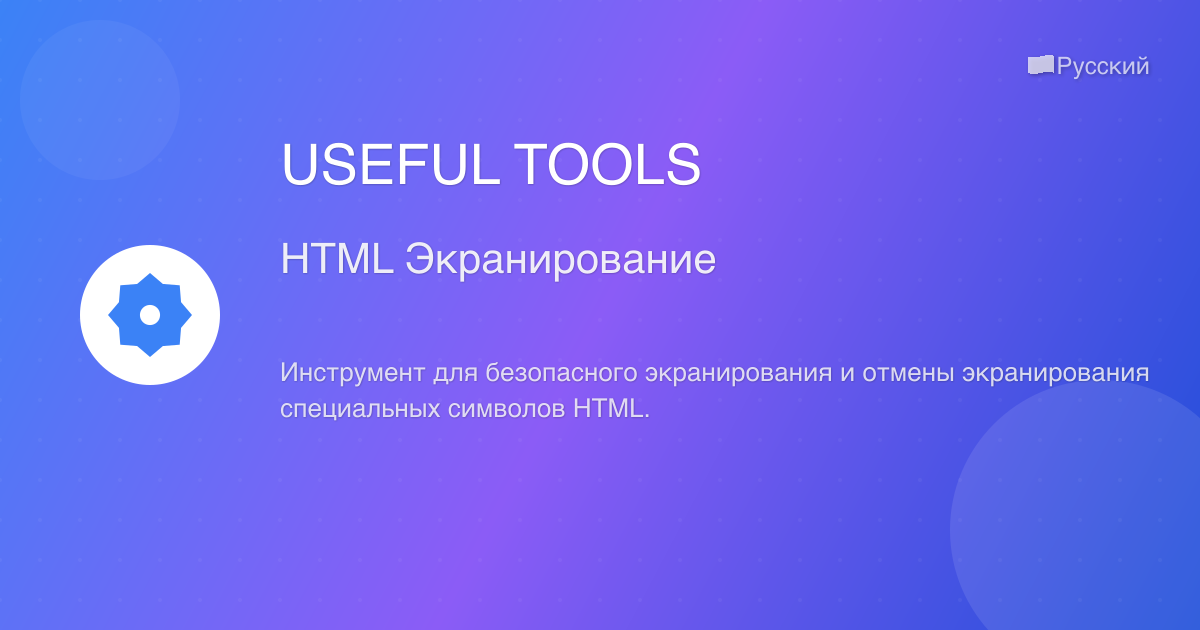 Русский
USEFUL TOOLS
HTML Экранирование
Инструмент для безопасного экранирования и отмены экранирования
специальных символов HTML.